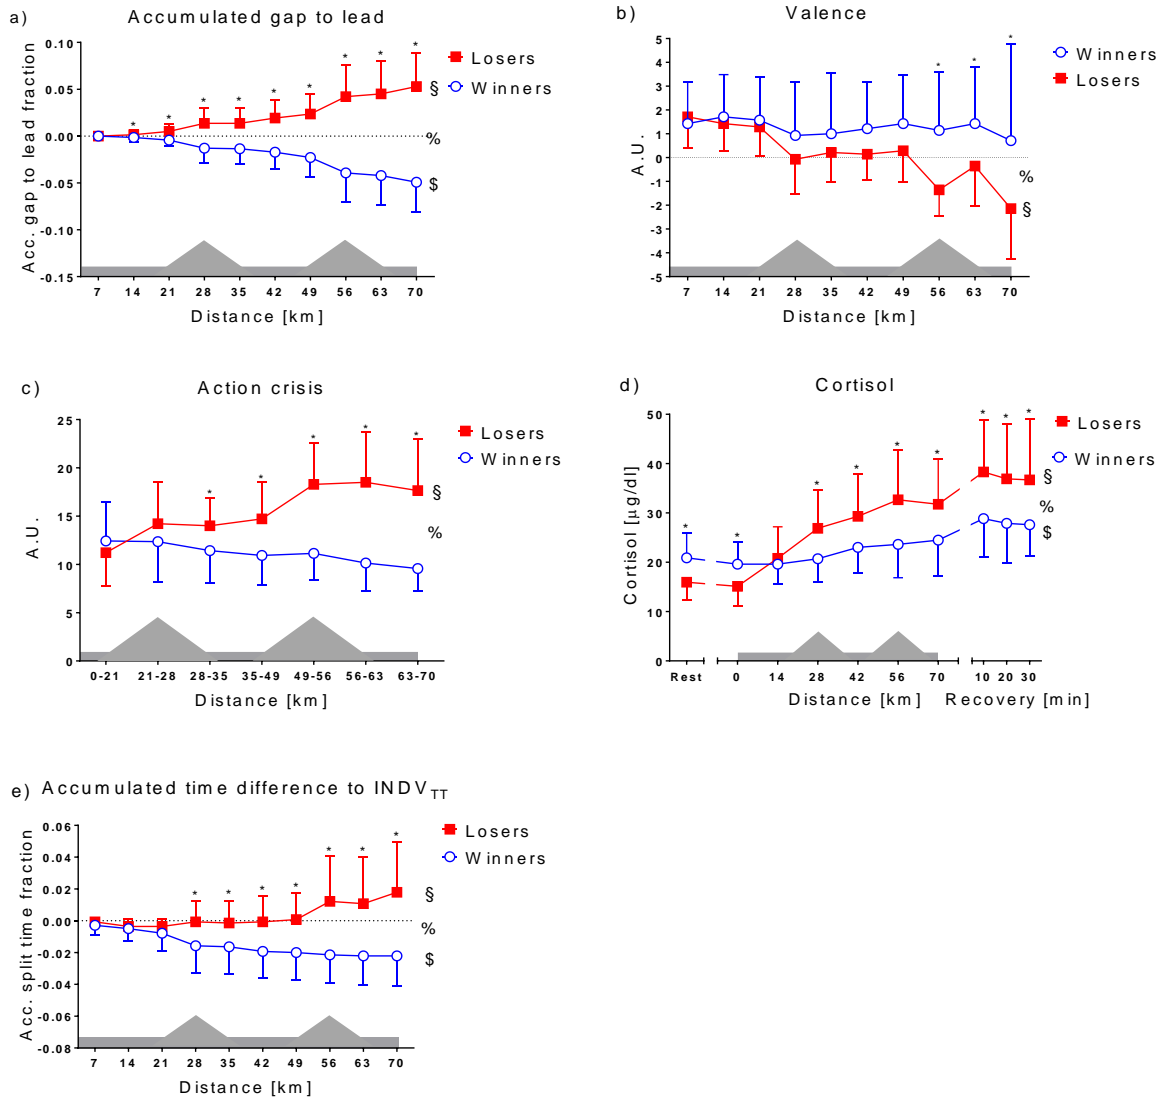 a) Accumulated gap to lead
0.10
0.05
0.00
-0.05
-0.10
-0.15
Acc. gap to lead fraction
* * * * * * * * *
Losers
Winners
§
%
$
7 14 21 28 35 42 49 56 63 70
Distance [km]
b) Valence
5
4
3
2
1
0
-1
-2
-3
-4
-5
A.U.
* * *
Winners
Losers
%
§
7 14 21 28 35 42 49 56 63 70
Distance [km]
c) Action crisis
25
20
15
10
5
0
A.U.
* * * * *
Losers
Winners
§
%
0-21 21-28 28-35 35-49 49-56 56-63 63-70
Distance [km]
d) Cortisol
50
40
30
20
10
0
Cortisol [µg/dl]
* * * * * * * * *
Losers
Winners
§
%
$
Rest 0 14 28 42 56 70 10 20 30
Distance [km] Recovery [min]
e) Accumulated time difference to INDV_TT
0.06
0.04
0.02
0.00
-0.02
-0.04
-0.06
-0.08
Acc. split time fraction
* * * * * * *
Losers
Winners
§
%
$
7 14 21 28 35 42 49 56 63 70
Distance [km]